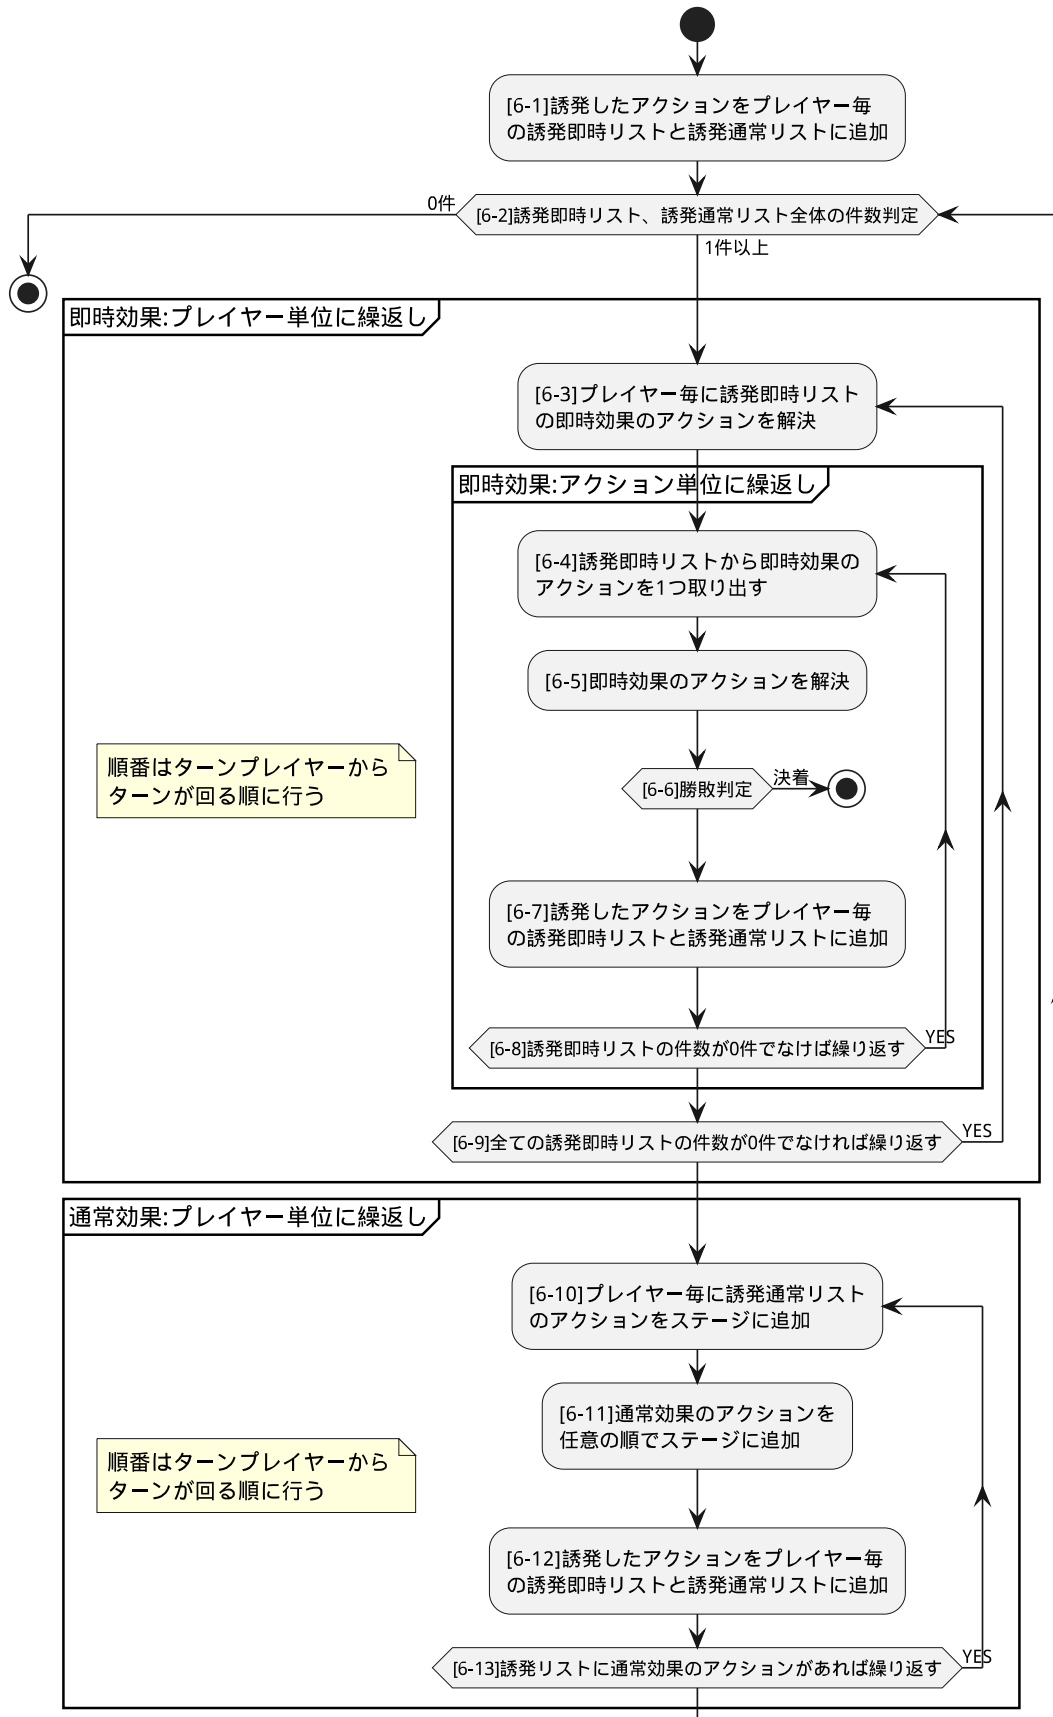 [6-1]誘発したアクションをプレイヤー毎
の誘発即時リストと誘発通常リストに追加
0件
[6-2]誘発即時リスト、誘発通常リスト全体の件数判定
1件以上
即時効果:プレイヤー単位に繰返し
[6-3]プレイヤー毎に誘発即時リスト
の即時効果のアクションを解決
即時効果:アクション単位に繰返し
[6-4]誘発即時リストから即時効果の
アクションを1つ取り出す
[6-5]即時効果のアクションを解決
順番はターンプレイヤーから
ターンが回る順に行う
[6-6]勝敗判定
決着
[6-7]誘発したアクションをプレイヤー毎
の誘発即時リストと誘発通常リストに追加
[6-8]誘発即時リストの件数が0件でなけば繰り返す
YES
[6-9]全ての誘発即時リストの件数が0件でなければ繰り返す
YES
通常効果:プレイヤー単位に繰返し
[6-10]プレイヤー毎に誘発通常リスト
のアクションをステージに追加
[6-11]通常効果のアクションを
任意の順でステージに追加
順番はターンプレイヤーから
ターンが回る順に行う
[6-12]誘発したアクションをプレイヤー毎
の誘発即時リストと誘発通常リストに追加
[6-13]誘発リストに通常効果のアクションがあれば繰り返す
YES